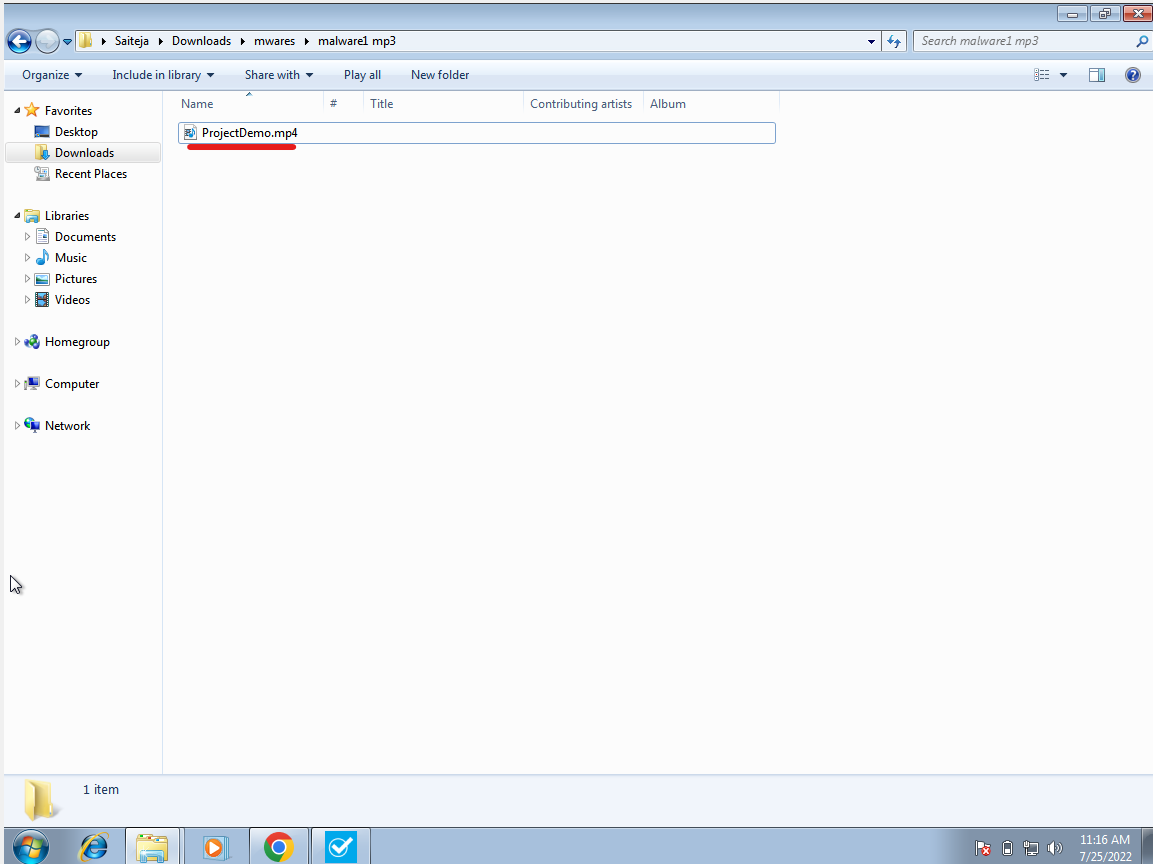 Saiteja Downloads mwares malware1 mp3 Search malware1 mp3
Organize Include in library Share with Play all New folder
Name # Title Contributing artists Album
ProjectDemo.mp4
Favorites
Desktop
Downloads
Recent Places
Libraries
Documents
Music
Pictures
Videos
Homegroup
Computer
Network
1 item
11:16 AM
7/25/2022